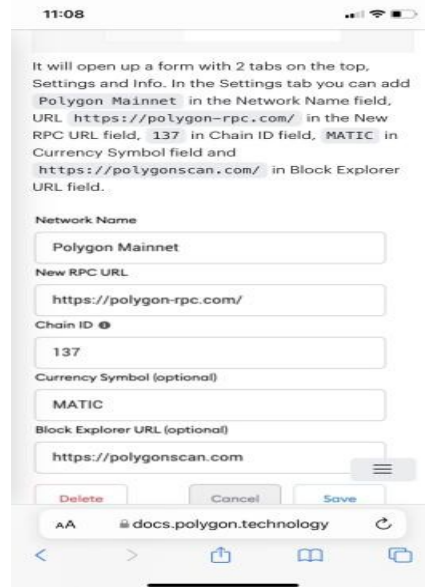 11:08
It will open up a form with 2 tabs on the top,
Settings and Info. In the Settings tab you can add
Polygon Mainnet in the Network Name field,
URL https://polygon-rpc.com/ in the New
RPC URL field, 137 in Chain ID field, MATIC in
Currency Symbol field and
https://polygonscan.com/ in Block Explorer
URL field.
Network Name
Polygon Mainnet
New RPC URL
https://polygon-rpc.com/
Chain ID
137
Currency Symbol (optional)
MATIC
Block Explorer URL (optional)
https://polygonscan.com
Delete Cancel Save
AA docs.polygon.technology